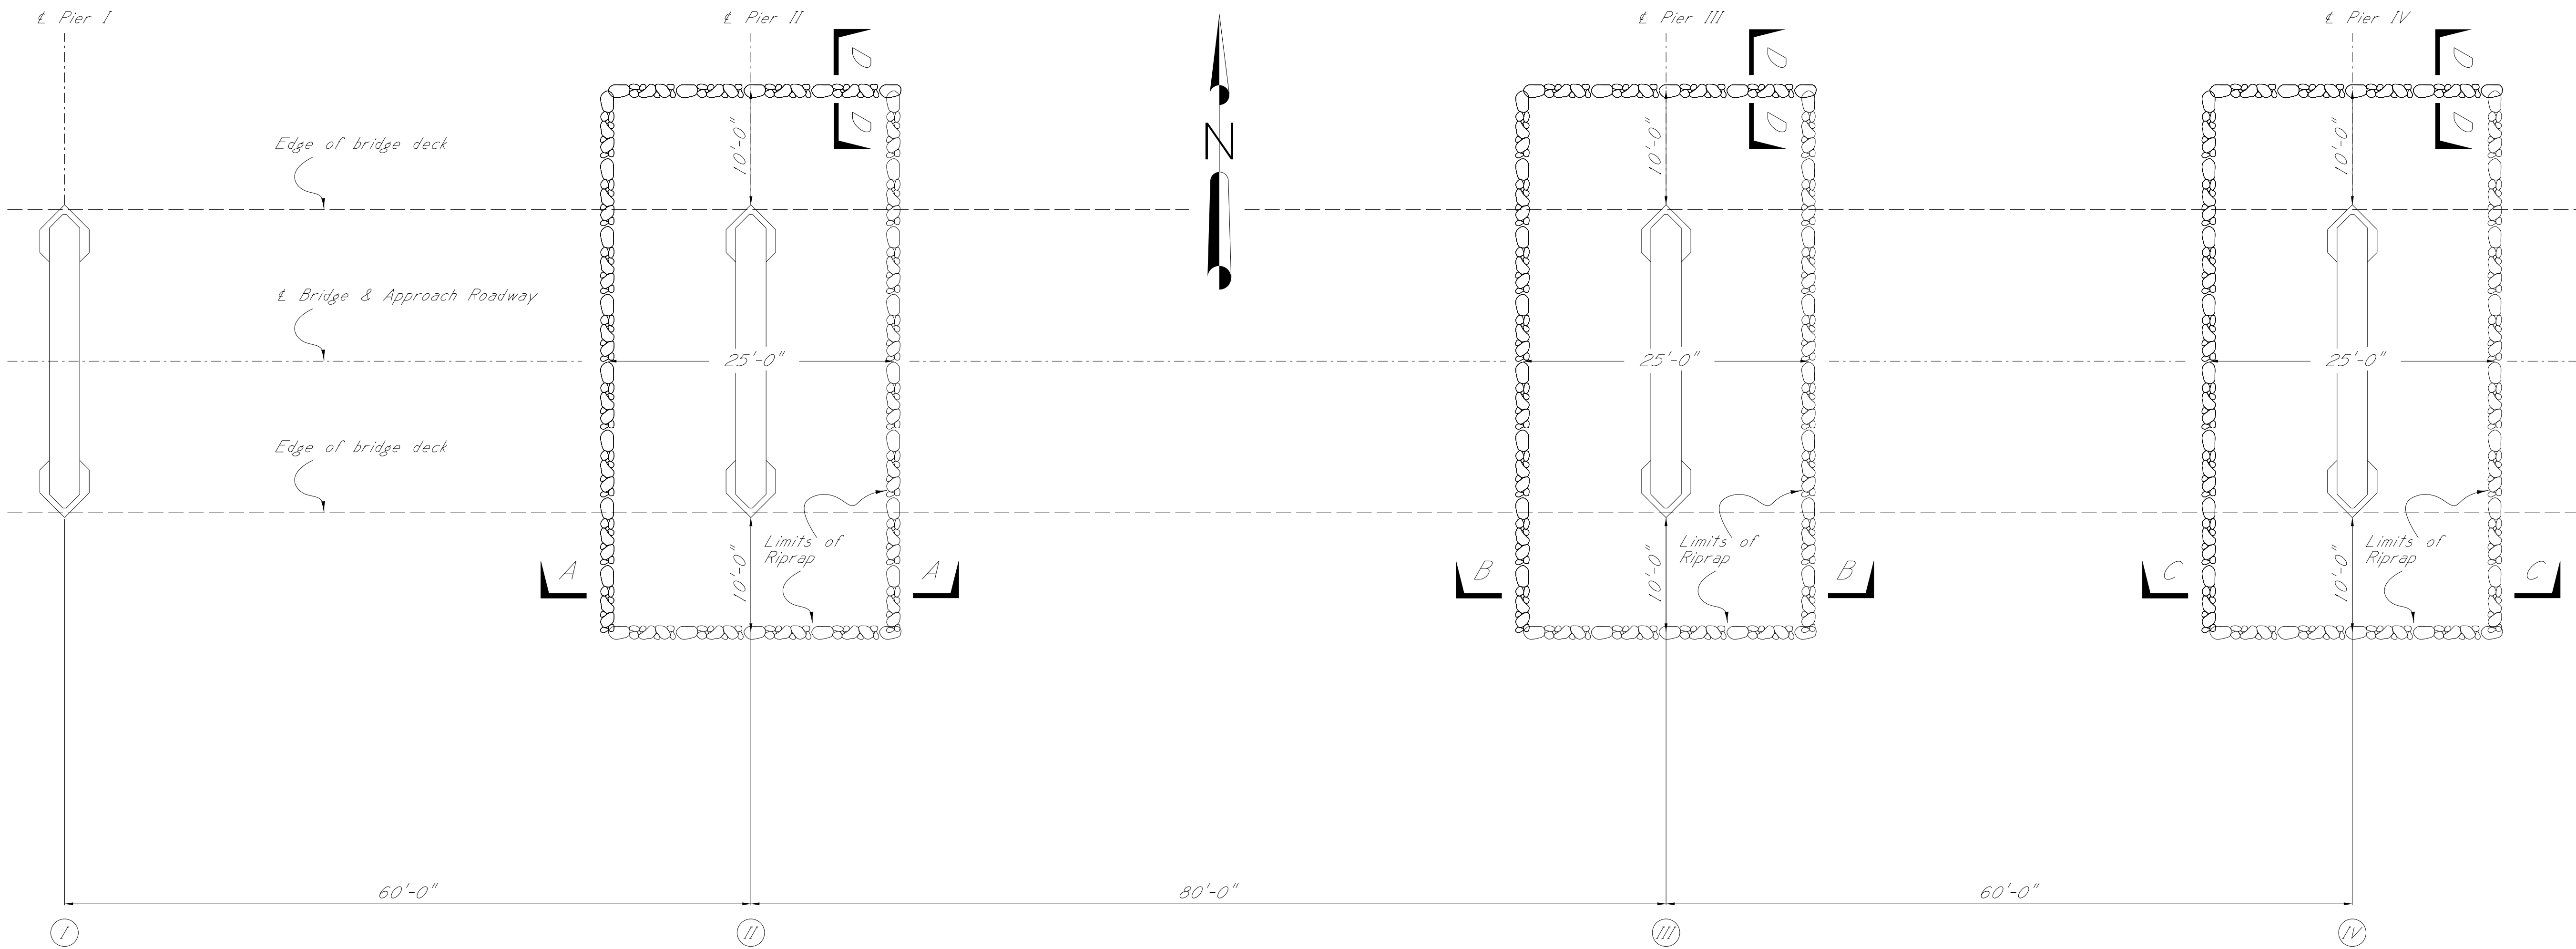 ℄ Pier I
℄ Pier II
℄ Pier III
℄ Pier IV
D
D
D
D
D
D
10'-0"
10'-0"
10'-0"
N
Edge of bridge deck
℄ Bridge & Approach Roadway
25'-0"
25'-0"
25'-0"
Edge of bridge deck
Limits of
Riprap
Limits of
Riprap
Limits of
Riprap
10'-0"
10'-0"
10'-0"
A
A
B
B
C
C
60'-0"
80'-0"
60'-0"
I
II
III
IV